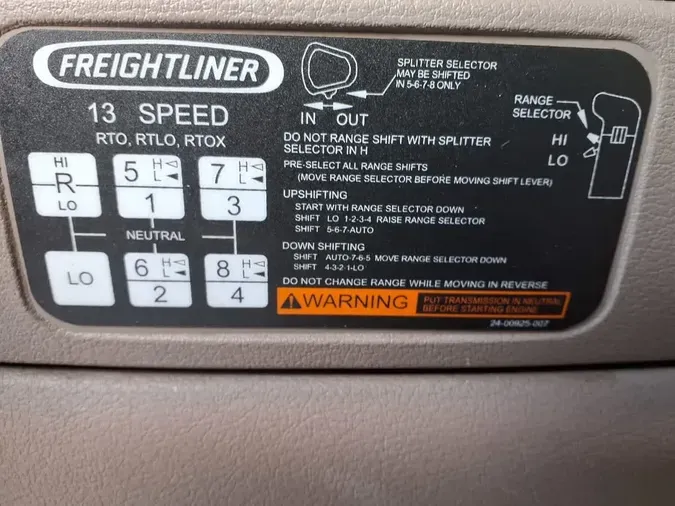 FREIGHTLINER
13 SPEED
RTO, RTLO, RTOX
HI
R
LO
5 H L
1
7 H L
3
NEUTRAL
LO
6 H L
2
8 H L
4
SPLITTER SELECTOR
MAY BE SHIFTED
IN 5-6-7-8 ONLY
IN OUT
RANGE
SELECTOR
HI
LO
DO NOT RANGE SHIFT WITH SPLITTER
SELECTOR IN H
PRE-SELECT ALL RANGE SHIFTS
(MOVE RANGE SELECTOR BEFORE MOVING SHIFT LEVER)
UPSHIFTING
START WITH RANGE SELECTOR DOWN
SHIFT LO 1-2-3-4 RAISE RANGE SELECTOR
SHIFT 5-6-7-AUTO
DOWN SHIFTING
SHIFT AUTO-7-6-5 MOVE RANGE SELECTOR DOWN
SHIFT 4-3-2-1-LO
DO NOT CHANGE RANGE WHILE MOVING IN REVERSE
WARNING
PUT TRANSMISSION IN NEUTRAL
BEFORE STARTING ENGINE
24-00925-007